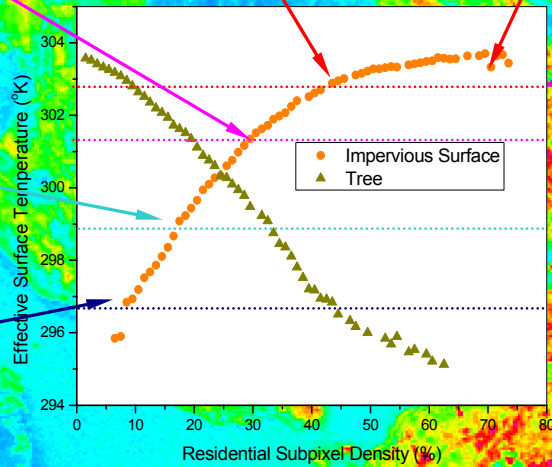 Effective Surface Temperature (°K)
304
302
300
298
296
294
Impervious Surface
Tree
0 10 20 30 40 50 60 70 80
Residential Subpixel Density (%)